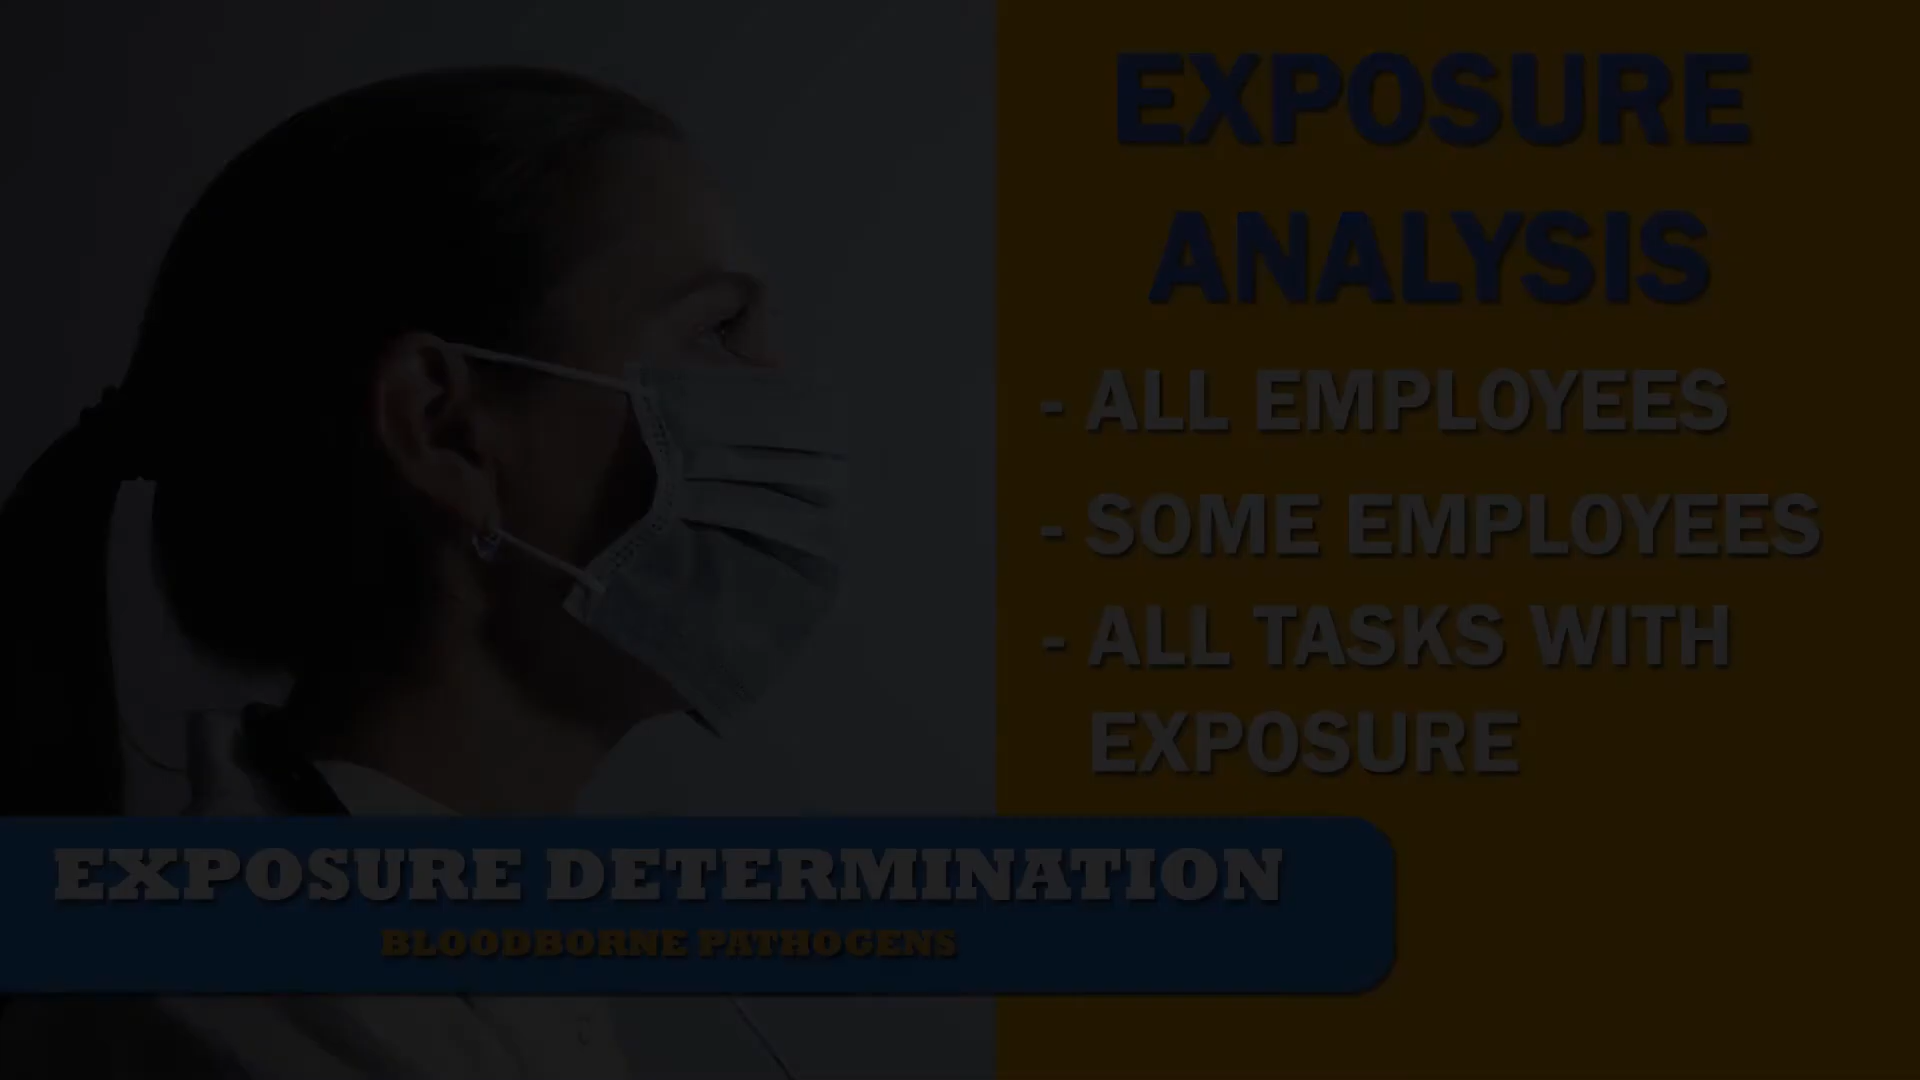 EXPOSURE
ANALYSIS
- ALL EMPLOYEES
- SOME EMPLOYEES
- ALL TASKS WITH
EXPOSURE
EXPOSURE DETERMINATION
BLOODBORNE PATHOGENS